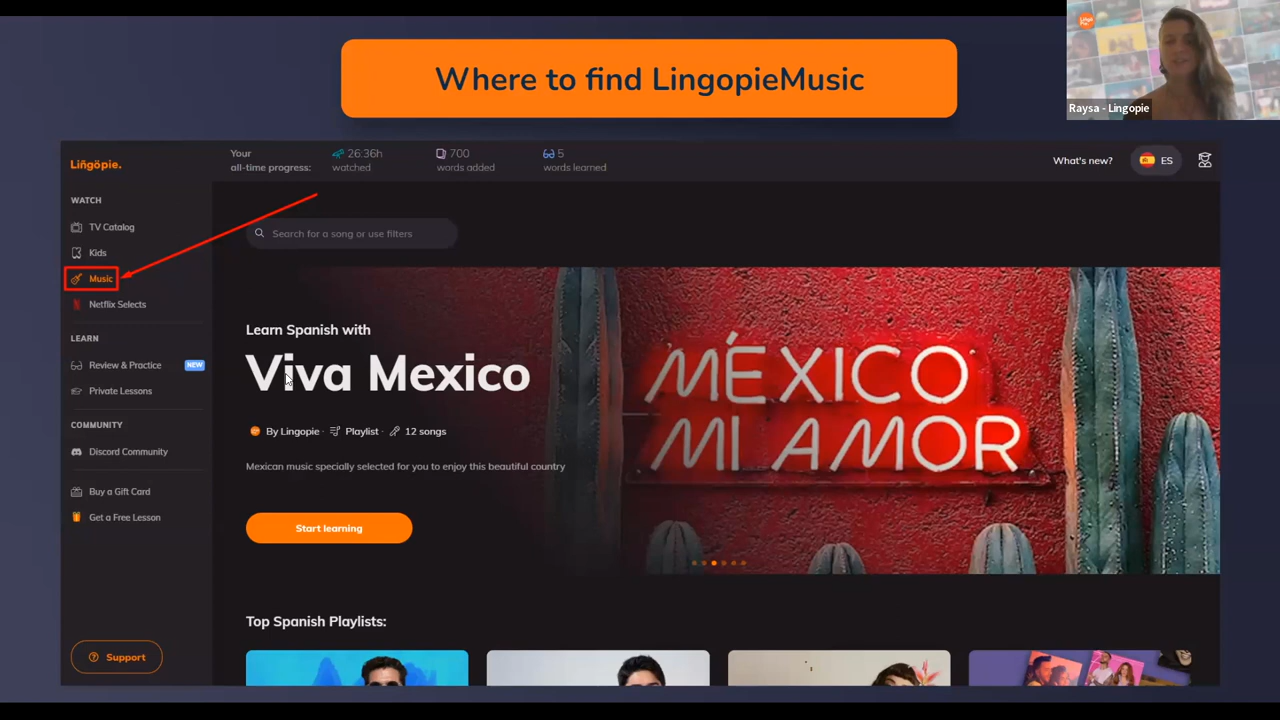 Where to find LingopieMusic
Raysa - Lingopie
Liñgöpie.
Your
all-time progress:
26:36h
watched
700
words added
5
words learned
What's new?
ES
WATCH
TV Catalog
Kids
Music
Netflix Selects
LEARN
Review & Practice NEW
Private Lessons
COMMUNITY
Discord Community
Buy a Gift Card
Get a Free Lesson
Support
Search for a song or use filters
Learn Spanish with
Viva Mexico
By Lingopie · Playlist · 12 songs
Mexican music specially selected for you to enjoy this beautiful country
Start learning
MÉXICO
MI AMOR
Top Spanish Playlists: